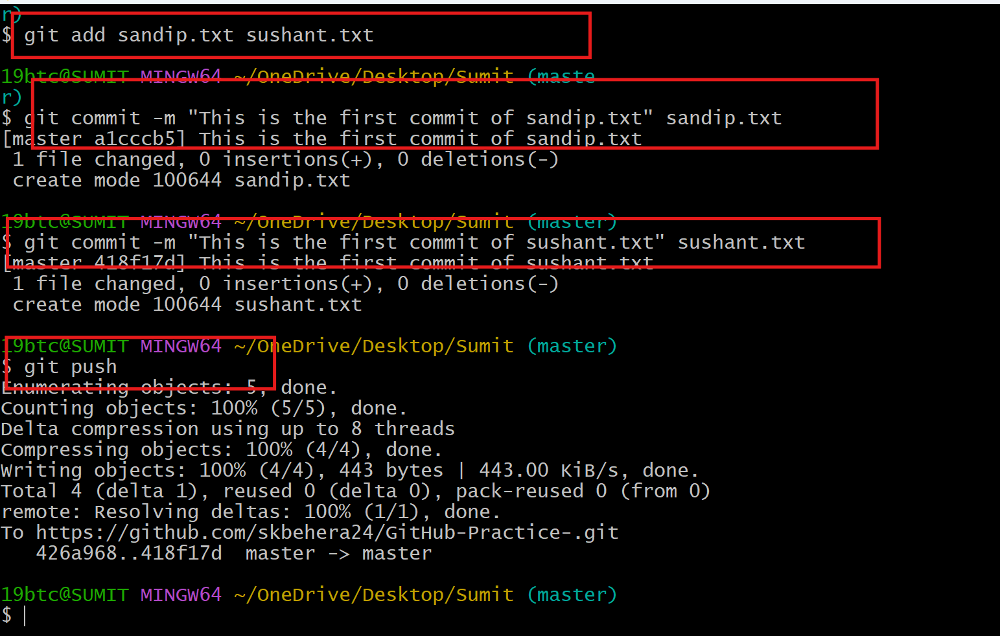 r)
$ git add sandip.txt sushant.txt
19btc@SUMIT MINGW64 ~/OneDrive/Desktop/Sumit (maste
r)
$ git commit -m "This is the first commit of sandip.txt" sandip.txt
[master a1cccb5] This is the first commit of sandip.txt
 1 file changed, 0 insertions(+), 0 deletions(-)
 create mode 100644 sandip.txt
19btc@SUMIT MINGW64 ~/OneDrive/Desktop/Sumit (master)
$ git commit -m "This is the first commit of sushant.txt" sushant.txt
[master 418f17d] This is the first commit of sushant.txt
 1 file changed, 0 insertions(+), 0 deletions(-)
 create mode 100644 sushant.txt
19btc@SUMIT MINGW64 ~/OneDrive/Desktop/Sumit (master)
$ git push
Enumerating objects: 5, done.
Counting objects: 100% (5/5), done.
Delta compression using up to 8 threads
Compressing objects: 100% (4/4), done.
Writing objects: 100% (4/4), 443 bytes | 443.00 KiB/s, done.
Total 4 (delta 1), reused 0 (delta 0), pack-reused 0 (from 0)
remote: Resolving deltas: 100% (1/1), done.
To https://github.com/skbehera24/GitHub-Practice-.git
   426a968..418f17d  master -> master
19btc@SUMIT MINGW64 ~/OneDrive/Desktop/Sumit (master)
$